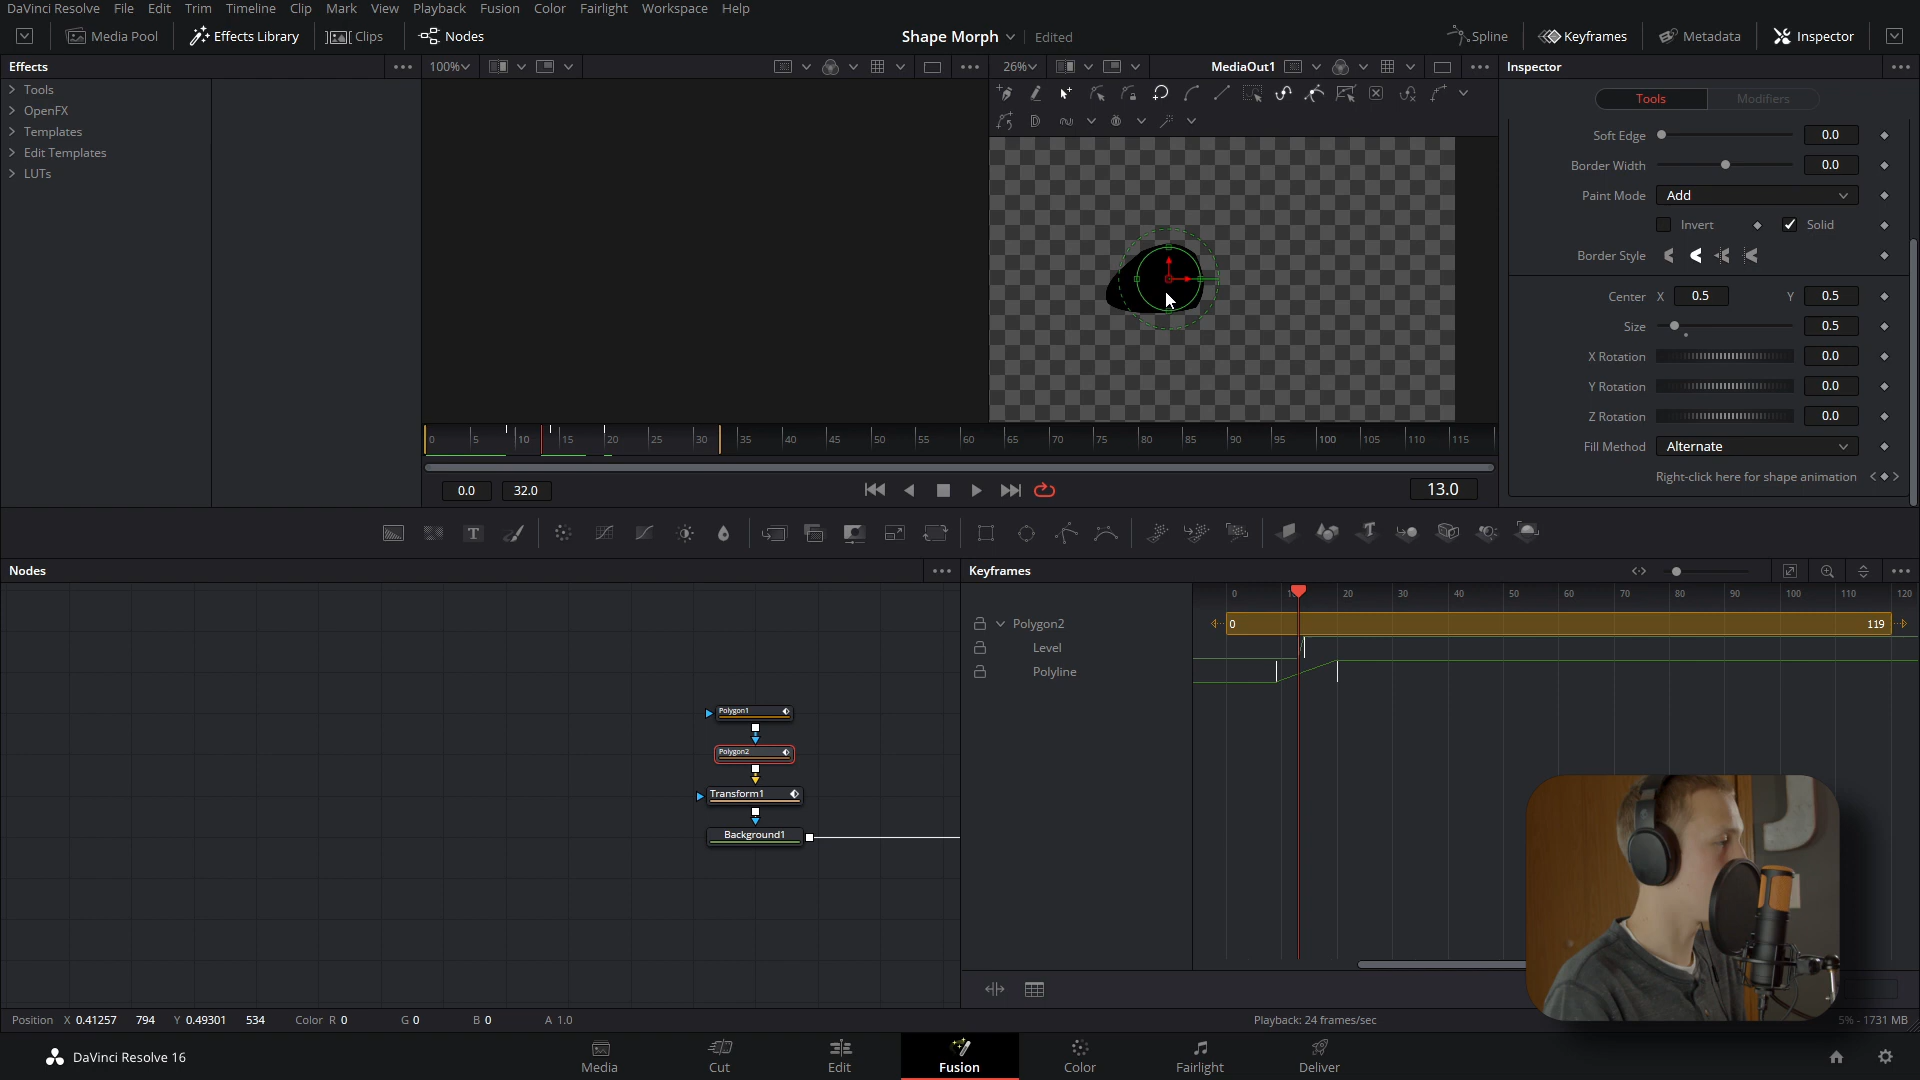 DaVinci Resolve File Edit Trim Timeline Clip Mark View Playback Fusion Color Fairlight Workspace Help
Media Pool Effects Library Clips Nodes Shape Morph Edited Spline Keyframes Metadata Inspector
Effects 100% 26% MediaOut1 Inspector
Tools
OpenFX
Templates
Edit Templates
LUTs
Tools Modifiers
Soft Edge 0.0
Border Width 0.0
Paint Mode Add
Invert Solid
Border Style
Center X 0.5 Y 0.5
Size 0.5
X Rotation 0.0
Y Rotation 0.0
Z Rotation 0.0
Fill Method Alternate
Right-click here for shape animation
0 5 10 15 20 25 30 35 40 45 50 55 60 65 70 75 80 85 90 95 100 105 110 115
0.0 32.0 13.0
T T
Nodes
Polygon1
Polygon2
Transform1
Background1
Keyframes
0 20 30 40 50 60 70 80 90 100 110 120
Polygon2 0 119
Level
Polyline
Position X 0.41257 794 Y 0.49301 534 Color R 0 G 0 B 0 A 1.0 Playback: 24 frames/sec 5% - 1731 MB
DaVinci Resolve 16 Media Cut Edit Fusion Color Fairlight Deliver